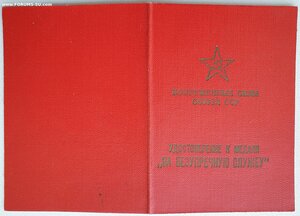 www.FORUMS-SU.com
ВООРУЖЕННЫЕ СИЛЫ
СОЮЗА ССР
УДОСТОВЕРЕНИЕ К МЕДАЛИ
„ЗА БЕЗУПРЕЧНУЮ СЛУЖБУ"